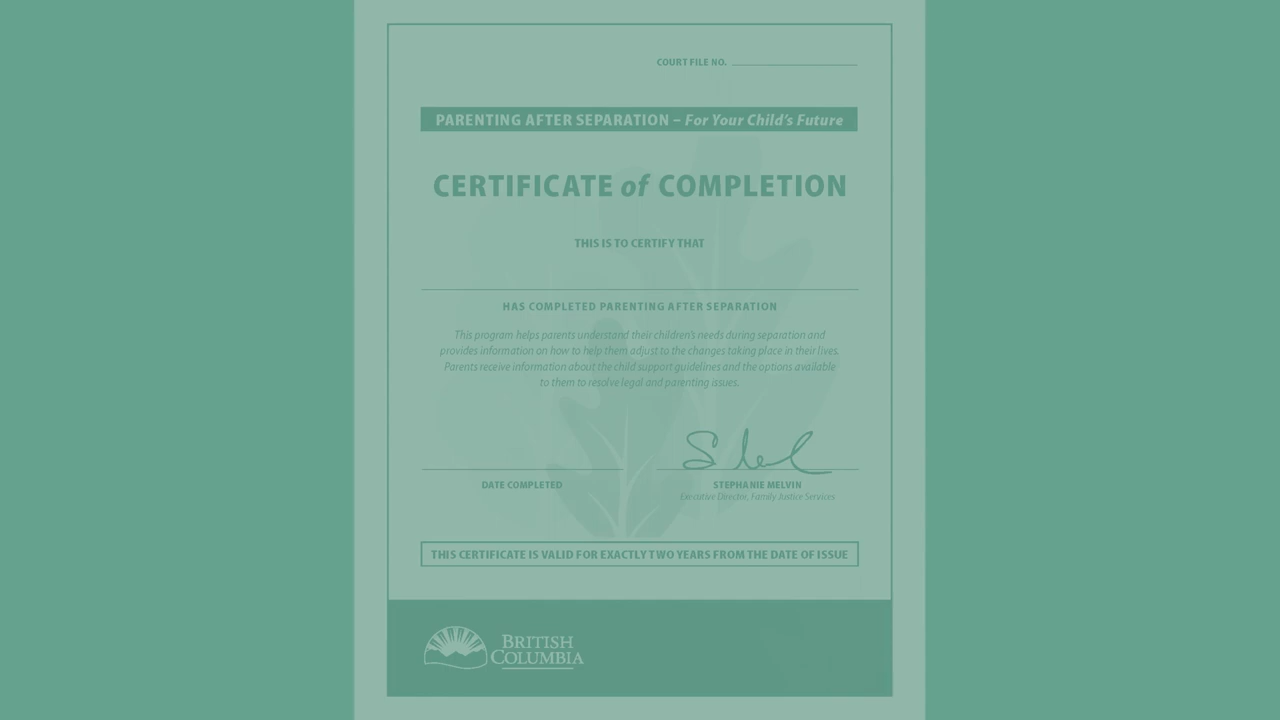 COURT FILE NO.
PARENTING AFTER SEPARATION – For Your Child's Future
CERTIFICATE of COMPLETION
THIS IS TO CERTIFY THAT
HAS COMPLETED PARENTING AFTER SEPARATION
This program helps parents understand their children's needs during separation and
provides information on how to help them adjust to the changes taking place in their lives.
Parents receive information about the child support guidelines and the options available
to them to resolve legal and parenting issues.
DATE COMPLETED
STEPHANIE MELVIN
Executive Director, Family Justice Services
THIS CERTIFICATE IS VALID FOR EXACTLY TWO YEARS FROM THE DATE OF ISSUE
BRITISH
COLUMBIA